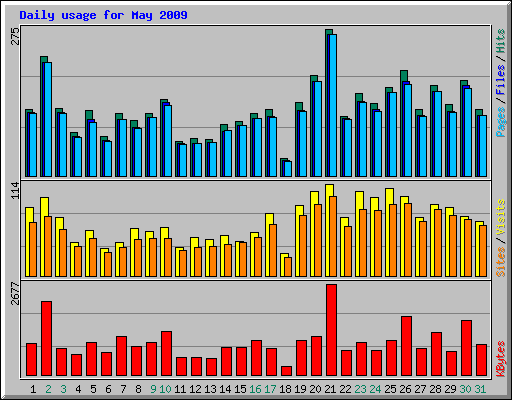 Daily usage for May 2009
275
Pages / Files / Hits
114
Sites / Visits
2677
KBytes
1 2 3 4 5 6 7 8 9 10 11 12 13 14 15 16 17 18 19 20 21 22 23 24 25 26 27 28 29 30 31